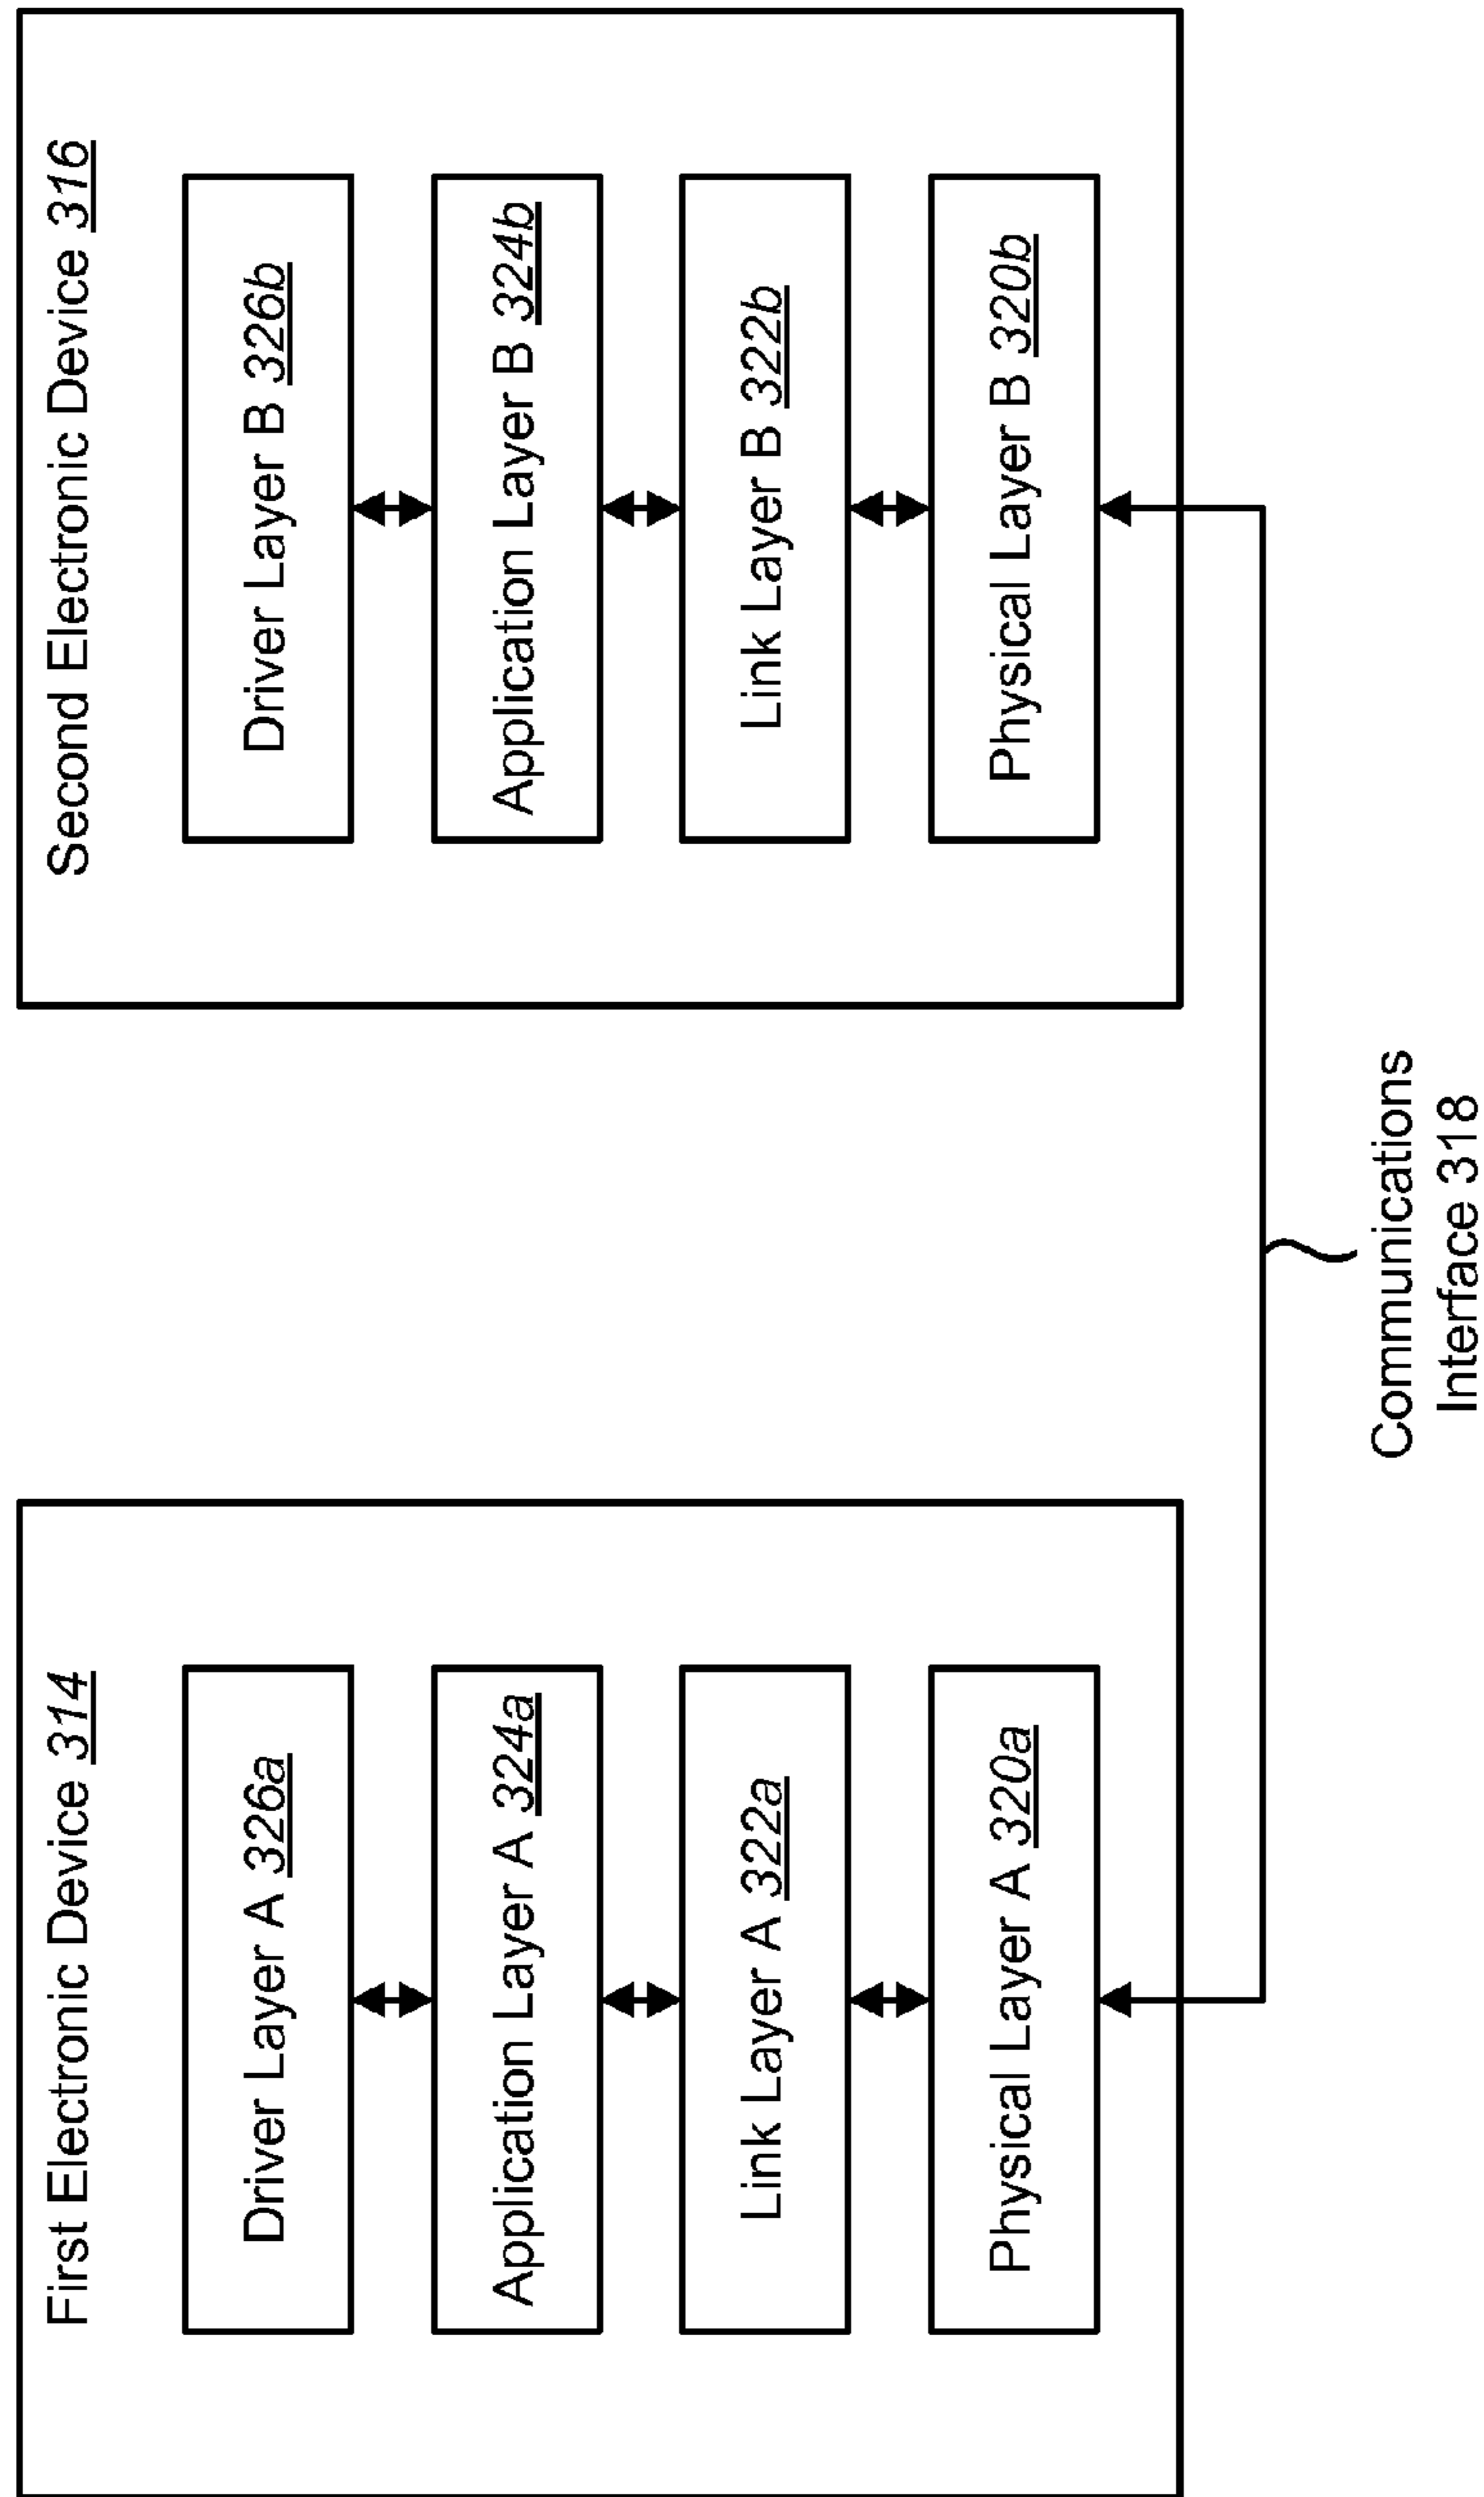 First Electronic Device 314
Driver Layer A 326a
Application Layer A 324a
Link Layer A 322a
Physical Layer A 320a
Second Electronic Device 316
Driver Layer B 326b
Application Layer B 324b
Link Layer B 322b
Physical Layer B 320b
Communications
Interface 318